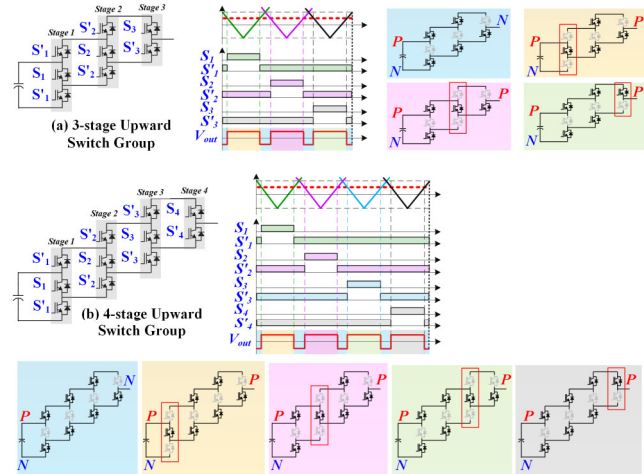 Stage 1
Stage 2
Stage 3
S'1
S1
S'1
S'2
S2
S'2
S3
S'3
(a) 3-stage Upward
Switch Group
S1
S'1
S2
S'2
S3
S'3
Vout
P
N
N
P
N
P
P
N
P
P
N
P
Stage 1
Stage 2
Stage 3
Stage 4
S'1
S1
S'1
S'2
S2
S'2
S'3
S3
S'3
S4
S'4
(b) 4-stage Upward
Switch Group
S1
S'1
S2
S'2
S3
S'3
S4
S'4
Vout
P
N
N
P
N
P
P
N
P
P
N
P
P
N
P